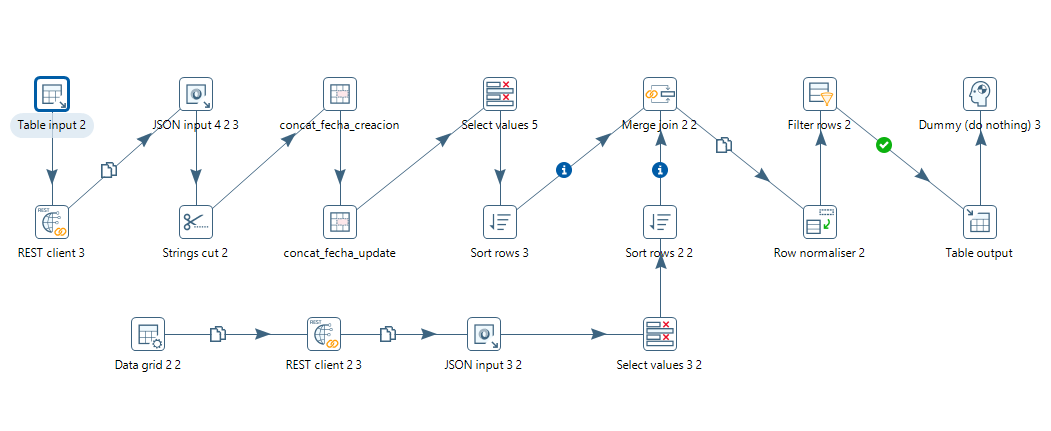 Table input 2
JSON input 4 2 3
concat_fecha_creacion
Select values 5
Merge join 2 2
Filter rows 2
Dummy (do nothing) 3
REST
REST client 3
Strings cut 2
concat_fecha_update
Sort rows 3
Sort rows 2 2
Row normaliser 2
Table output
Data grid 2 2
REST
REST client 2 3
JSON input 3 2
Select values 3 2